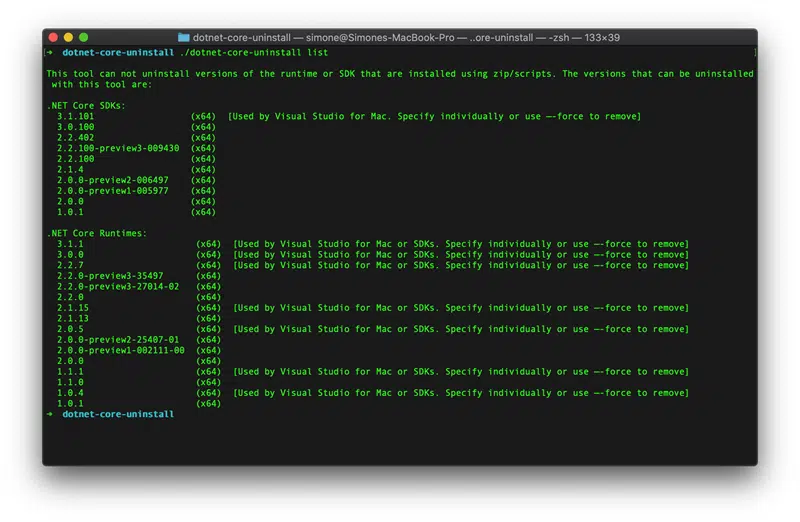 dotnet-core-uninstall — simone@Simones-MacBook-Pro — ..ore-uninstall — -zsh — 133×39
[➜  dotnet-core-uninstall ./dotnet-core-uninstall list ]
This tool can not uninstall versions of the runtime or SDK that are installed using zip/scripts. The versions that can be uninstalled
with this tool are:
.NET Core SDKs:
3.1.101 (x64) [Used by Visual Studio for Mac. Specify individually or use —-force to remove]
3.0.100 (x64)
2.2.402 (x64)
2.2.100-preview3-009430 (x64)
2.2.100 (x64)
2.1.4 (x64)
2.0.0-preview2-006497 (x64)
2.0.0-preview1-005977 (x64)
2.0.0 (x64)
1.0.1 (x64)
.NET Core Runtimes:
3.1.1 (x64) [Used by Visual Studio for Mac or SDKs. Specify individually or use —-force to remove]
3.0.0 (x64) [Used by Visual Studio for Mac or SDKs. Specify individually or use —-force to remove]
2.2.7 (x64) [Used by Visual Studio for Mac or SDKs. Specify individually or use —-force to remove]
2.2.0-preview3-35497 (x64)
2.2.0-preview3-27014-02 (x64)
2.2.0 (x64)
2.1.15 (x64) [Used by Visual Studio for Mac or SDKs. Specify individually or use —-force to remove]
2.1.13 (x64)
2.0.5 (x64) [Used by Visual Studio for Mac or SDKs. Specify individually or use —-force to remove]
2.0.0-preview2-25407-01 (x64)
2.0.0-preview1-002111-00 (x64)
2.0.0 (x64)
1.1.1 (x64) [Used by Visual Studio for Mac or SDKs. Specify individually or use —-force to remove]
1.1.0 (x64)
1.0.4 (x64) [Used by Visual Studio for Mac or SDKs. Specify individually or use —-force to remove]
1.0.1 (x64)
➜  dotnet-core-uninstall